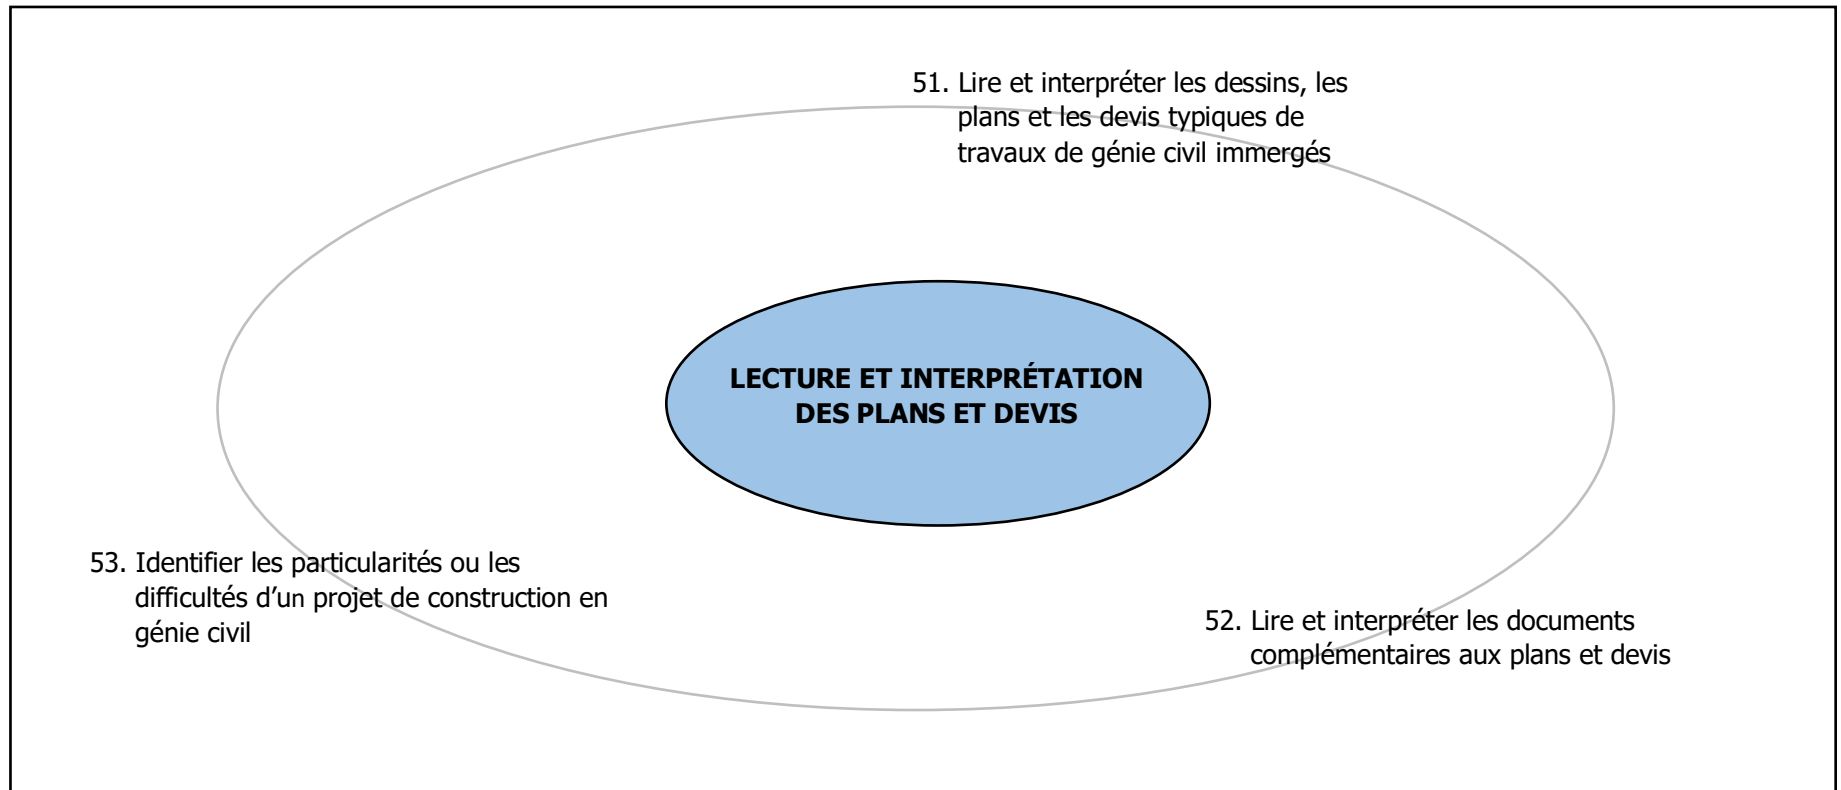 51. Lire et interpréter les dessins, les
plans et les devis typiques de
travaux de génie civil immergés
LECTURE ET INTERPRÉTATION
DES PLANS ET DEVIS
53. Identifier les particularités ou les
difficultés d’un projet de construction en
génie civil
52. Lire et interpréter les documents
complémentaires aux plans et devis